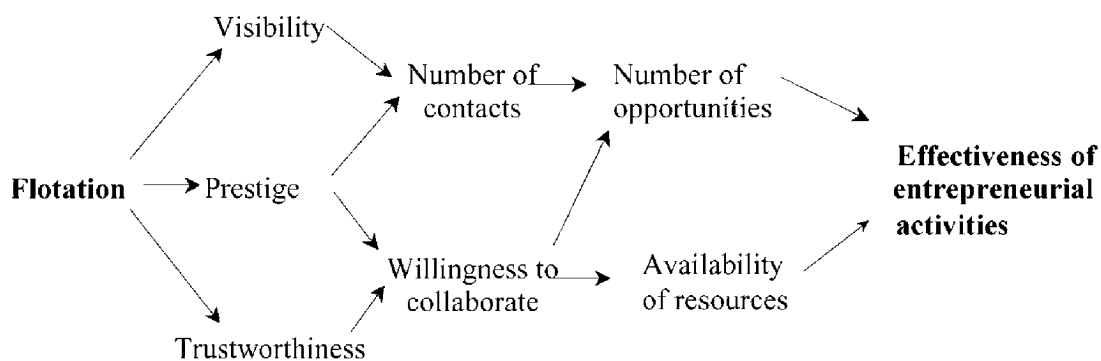 Visibility
Number of
contacts
Number of
opportunities
Flotation
Prestige
Effectiveness of
entrepreneurial
activities
Willingness to
collaborate
Availability
of resources
Trustworthiness